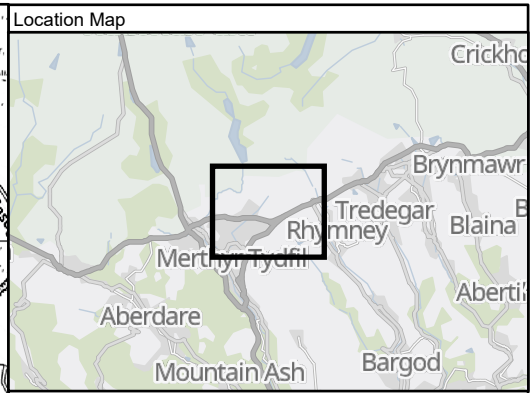 Location Map
Crickho
Brynmawr
Tredegar
Rhymney
Blaina
B
Merthyr Tydfil
Aberti
Aberdare
Bargod
Mountain Ash